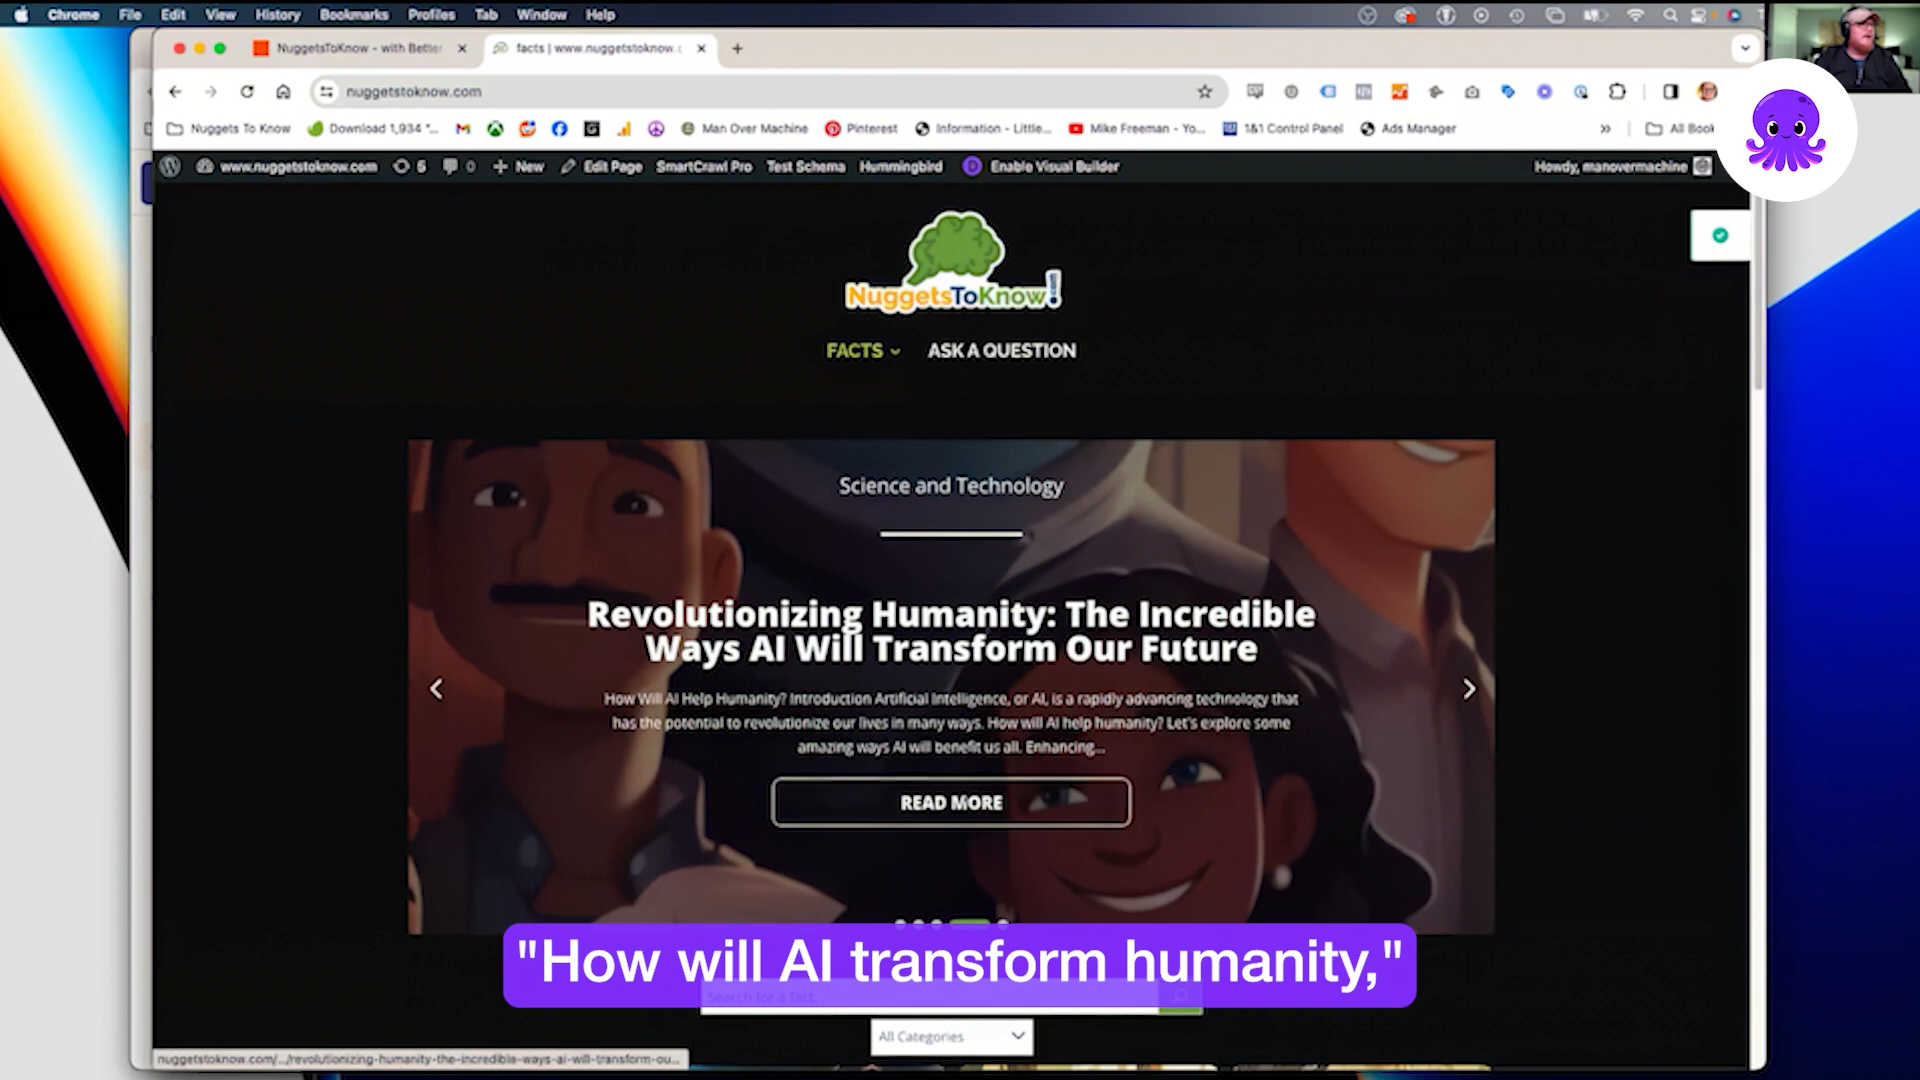 Chrome File Edit View History Bookmarks Profiles Tab Window Help
NuggetsToKnow - with Better
facts | www.nuggetstoknow.c
nuggetstoknow.com
Nuggets To Know Download 1,934 "... Man Over Machine Pinterest Information - Little... Mike Freeman - Yo... 1&1 Control Panel Ads Manager » All Book
www.nuggetstoknow.com 6 0 + New Edit Page SmartCrawl Pro Test Schema Hummingbird D Enable Visual Builder Howdy, manovermachine
NuggetsToKnow!
FACTS ASK A QUESTION
Science and Technology
Revolutionizing Humanity: The Incredible
Ways AI Will Transform Our Future
How Will AI Help Humanity? Introduction Artificial Intelligence, or AI, is a rapidly advancing technology that
has the potential to revolutionize our lives in many ways. How will AI help humanity? Let's explore some
amazing ways AI will benefit us all. Enhancing...
READ MORE
"How will AI transform humanity,"
Search for a fact
All Categories
nuggetstoknow.com/.../revolutionizing-humanity-the-incredible-ways-ai-will-transform-ou...